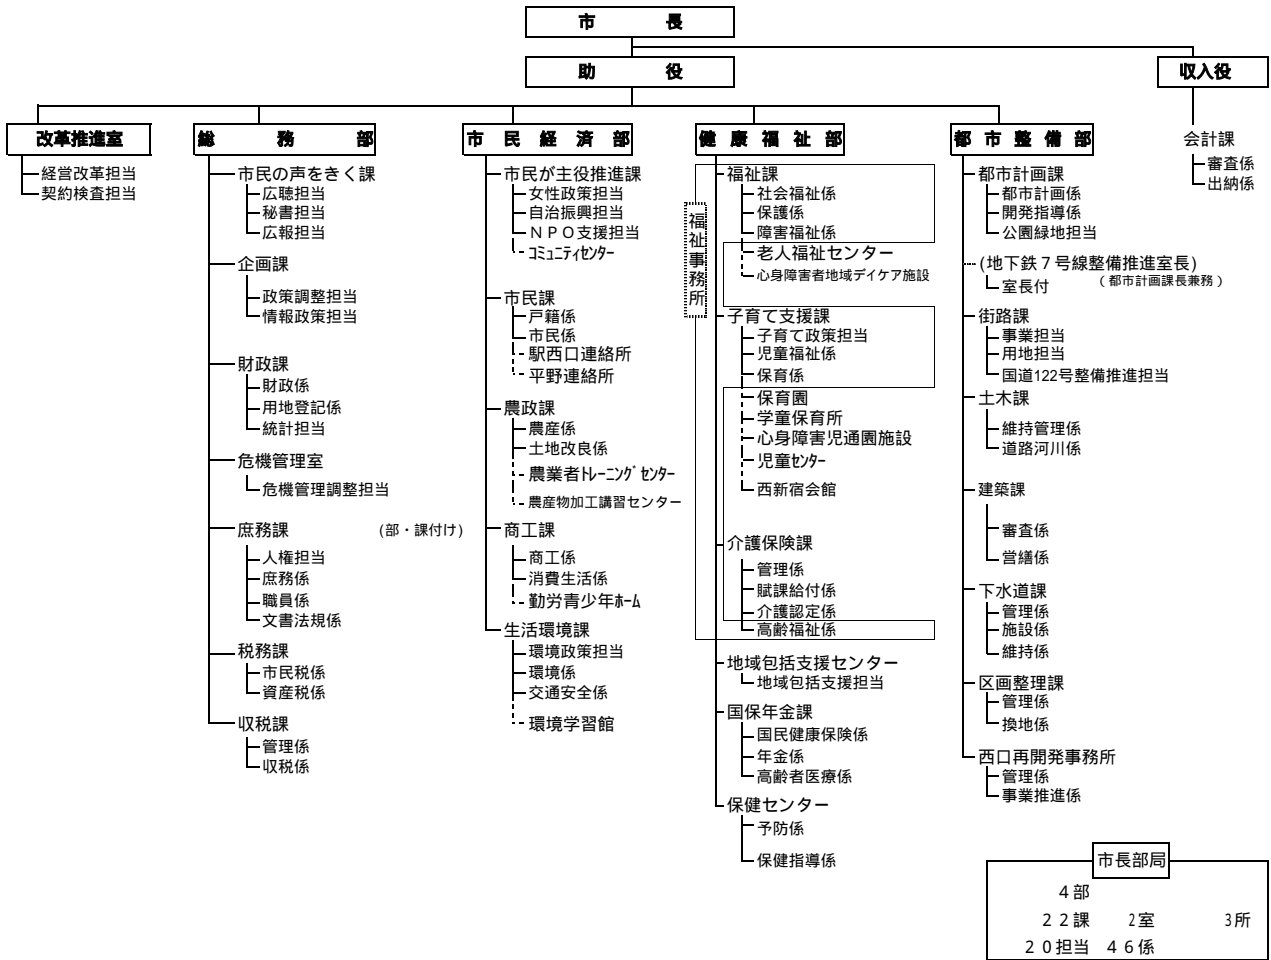 市　　　長
助　　　役
収入役
改革推進室
経営改革担当
契約検査担当
総　　務　　部
市民の声をきく課
広聴担当
秘書担当
広報担当
企画課
政策調整担当
情報政策担当
財政課
財政係
用地登記係
統計担当
危機管理室
危機管理調整担当
庶務課　　(部・課付け)
人権担当
庶務係
職員係
文書法規係
税務課
市民税係
資産税係
収税課
管理係
収税係
市民経済部
市民が主役推進課
女性政策担当
自治振興担当
ＮＰＯ支援担当
ｺﾐｭﾆﾃｨｾﾝﾀｰ
市民課
戸籍係
市民係
駅西口連絡所
平野連絡所
農政課
農産係
土地改良係
農業者ﾄﾚｰﾆﾝｸﾞｾﾝﾀｰ
農産物加工講習センター
商工課
商工係
消費生活係
勤労青少年ﾎｰﾑ
生活環境課
環境政策担当
環境係
交通安全係
環境学習館
健康福祉部
福祉事務所
福祉課
社会福祉係
保護係
障害福祉係
老人福祉センター
心身障害者地域デイケア施設
子育て支援課
子育て政策担当
児童福祉係
保育係
保育園
学童保育所
心身障害児通園施設
児童ｾﾝﾀｰ
西新宿会館
介護保険課
管理係
賦課給付係
介護認定係
高齢福祉係
地域包括支援センター
地域包括支援担当
国保年金課
国民健康保険係
年金係
高齢者医療係
保健センター
予防係
保健指導係
都市整備部
都市計画課
都市計画係
開発指導係
公園緑地担当
(地下鉄７号線整備推進室長)
室長付　　（都市計画課長兼務）
街路課
事業担当
用地担当
国道122号整備推進担当
土木課
維持管理係
道路河川係
建築課
審査係
営繕係
下水道課
管理係
施設係
維持係
区画整理課
管理係
換地係
西口再開発事務所
管理係
事業推進係
会計課
審査係
出納係
市長部局
４部
２２課　2室　3所
２０担当　４６係